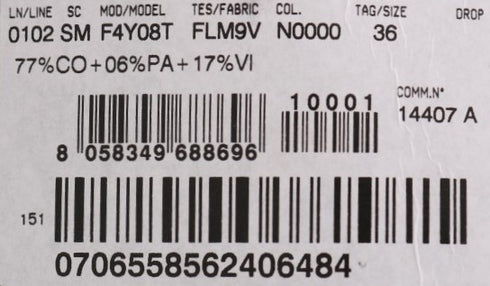 LN/LINE SC MOD/MODEL TES/FABRIC COL. TAG/SIZE DROP
0102 SM F4Y08T FLM9V N0000 36
77%CO+06%PA+17%VI
COMM.N°
10001
14407 A
8 058349 688696
151
0706558562406484